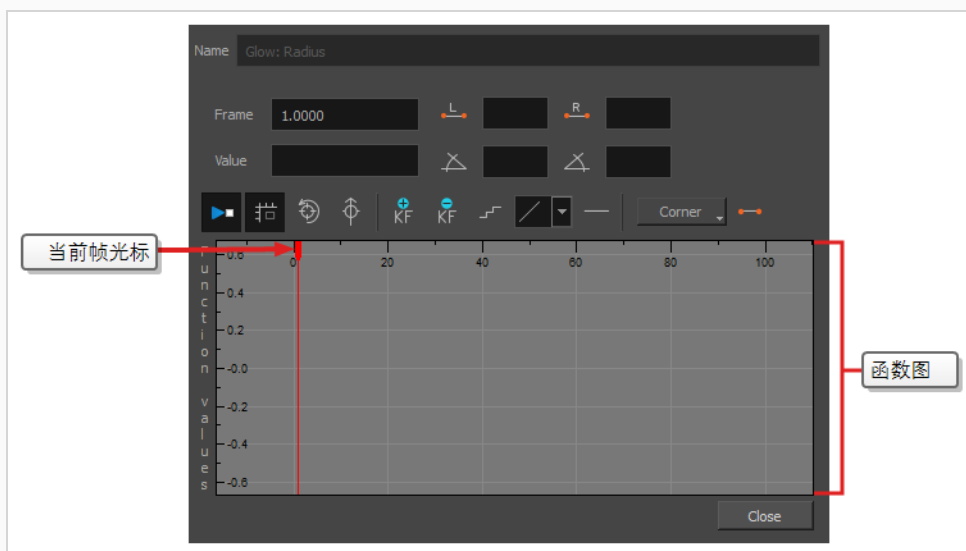 Name Glow: Radius
Frame 1.0000 L R
Value
KF KF Corner
当前帧光标
Function values
0 20 40 60 80 100
0.6
0.4
0.2
-0.0
-0.2
-0.4
-0.6
函数图
Close